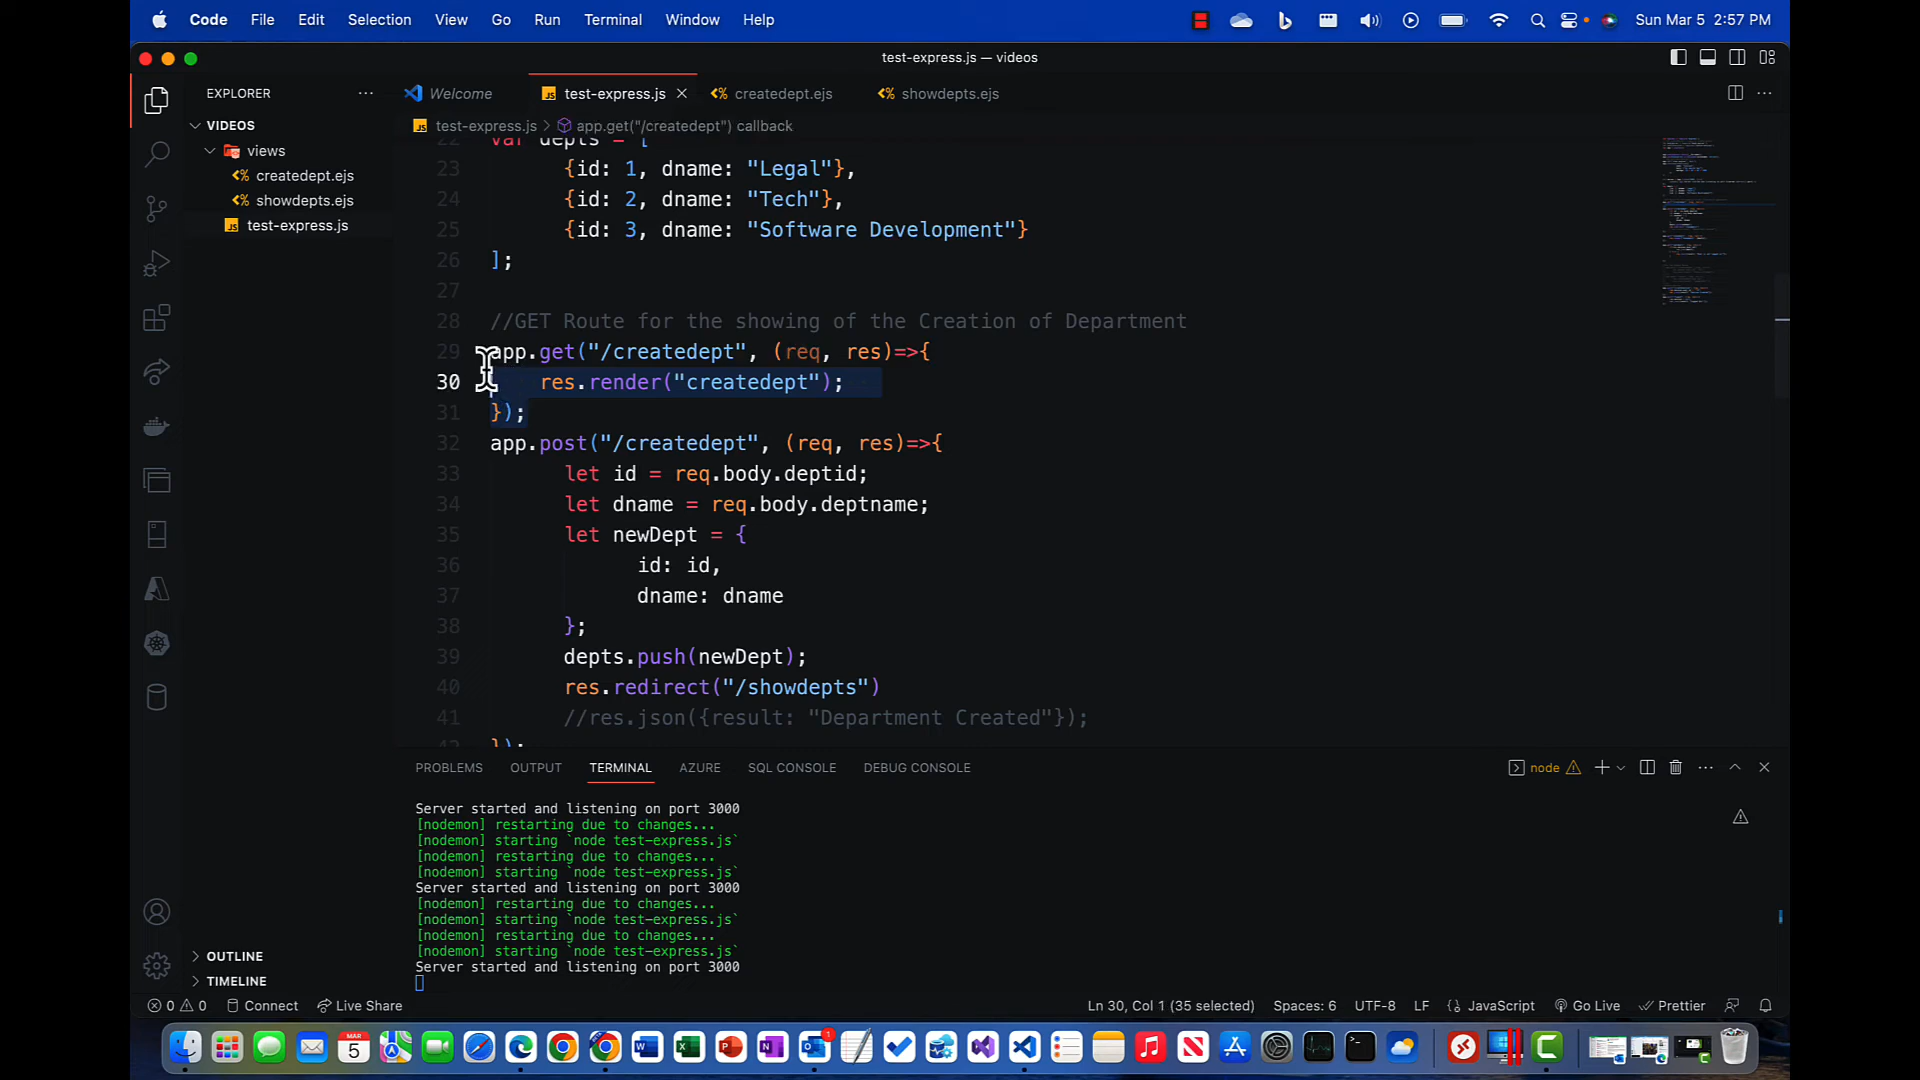 Code File Edit Selection View Go Run Terminal Window Help Sun Mar 5 2:57 PM
test-express.js — videos
EXPLORER
Welcome test-express.js createdept.ejs showdepts.ejs
VIDEOS
test-express.js > app.get("/createdept") callback
views
createdept.ejs
showdepts.ejs
test-express.js
22 var depts = [
23 {id: 1, dname: "Legal"},
24 {id: 2, dname: "Tech"},
25 {id: 3, dname: "Software Development"}
26 ];
27
28 //GET Route for the showing of the Creation of Department
29 app.get("/createdept", (req, res)=>{
30 res.render("createdept");
31 });
32 app.post("/createdept", (req, res)=>{
33 let id = req.body.deptid;
34 let dname = req.body.deptname;
35 let newDept = {
36 id: id,
37 dname: dname
38 };
39 depts.push(newDept);
40 res.redirect("/showdepts")
41 //res.json({result: "Department Created"});
42 });
PROBLEMS OUTPUT TERMINAL AZURE SQL CONSOLE DEBUG CONSOLE node
Server started and listening on port 3000
[nodemon] restarting due to changes...
[nodemon] starting `node test-express.js`
[nodemon] restarting due to changes...
[nodemon] starting `node test-express.js`
Server started and listening on port 3000
[nodemon] restarting due to changes...
[nodemon] starting `node test-express.js`
[nodemon] restarting due to changes...
[nodemon] starting `node test-express.js`
Server started and listening on port 3000
OUTLINE
TIMELINE
0 0 Connect Live Share Ln 30, Col 1 (35 selected) Spaces: 6 UTF-8 LF JavaScript Go Live Prettier
MAR
5
1